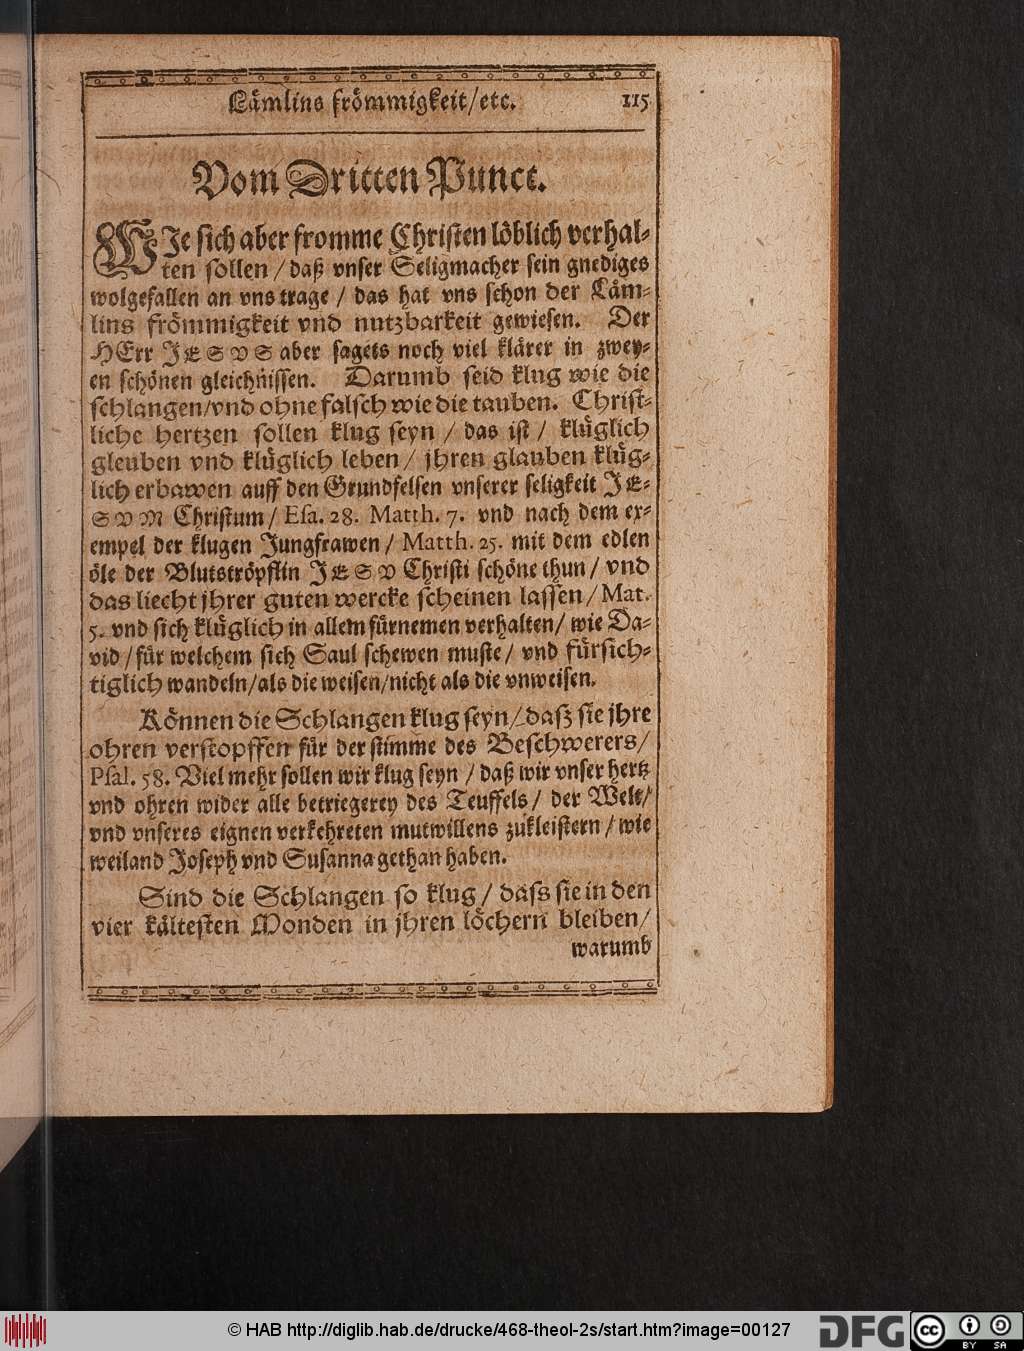 Lämlins frömmigkeit/etc. 115
Vom Dritten Punct.
WJe sich aber fromme Christen löblich verhal-
ten sollen / daß vnser Seligmacher sein gnediges
wolgefallen an vns trage / das hat vns schon der Läm-
lins frömmigkeit vnd nutzbarkeit gewiesen. Der
HErr JESVS aber sagets noch viel klärer in zwey-
en schönen gleichnissen. Darumb seid klug wie die
schlangen/vnd ohne falsch wie die tauben. Christ-
liche hertzen sollen klug seyn / das ist / klüglich
gleuben vnd klüglich leben / jhren glauben klüg-
lich erbawen auff den Grundfelsen vnserer seligkeit JE-
SVM Christum / Esa. 28. Matth. 7. vnd nach dem ex-
empel der klugen Jungfrawen / Matth. 25. mit dem edlen
öle der Blutströpflin JESV Christi schöne thun / vnd
das liecht jhrer guten wercke scheinen lassen / Mat.
5. vnd sich klüglich in allem fürnemen verhalten/ wie Da-
vid / für welchem sich Saul schewen muste / vnd fürsich-
tiglich wandeln/als die weisen/nicht als die vnweisen.
Können die Schlangen klug seyn / daß sie jhre
ohren verstopffen für der stimme des Beschwerers/
Psal. 58. Viel mehr sollen wir klug seyn / daß wir vnser hertz
vnd ohren wider alle betriegerey des Teuffels / der Welt/
vnd vnseres eignen verkehreten mutwillens zukleistern / wie
weiland Joseph vnd Susanna gethan haben.
Sind die Schlangen so klug / dass sie in den
vier kältesten Monden in jhren löchern bleiben/
warumb
© HAB http://diglib.hab.de/drucke/468-theol-2s/start.htm?image=00127
DFG
cc BY SA